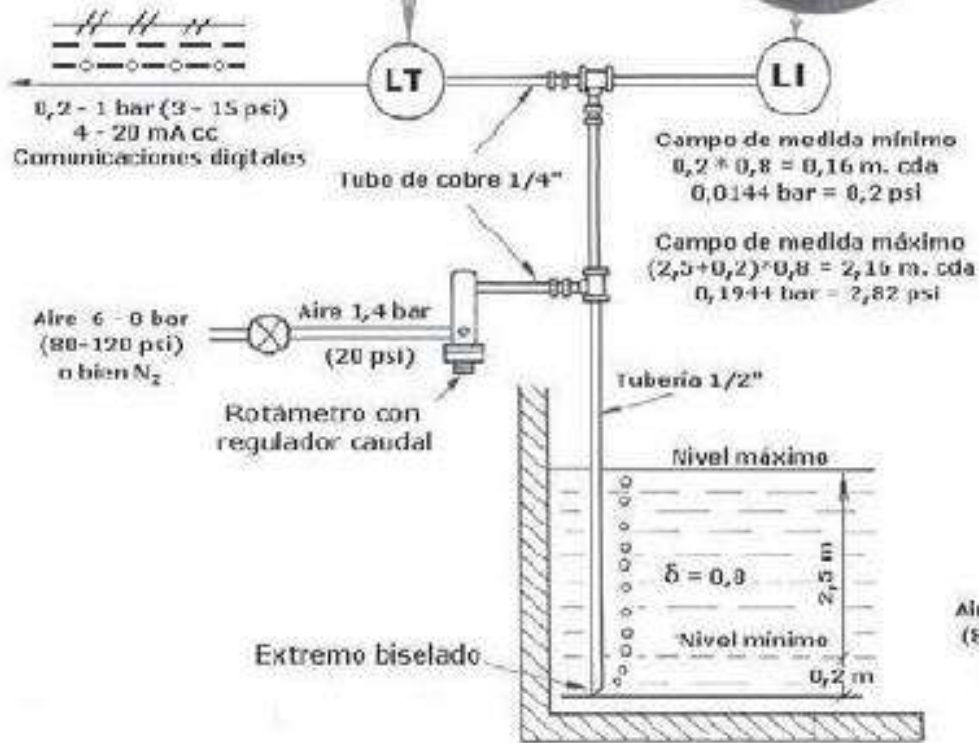 LT
LI
0,2 - 1 bar (3 - 15 psi)
4 - 20 mA cc
Comunicaciones digitales
Tubo de cobre 1/4"
Campo de medida mínimo
0,2 * 0,8 = 0,16 m. cda
0,0144 bar = 0,2 psi
Campo de medida máximo
(2,5+0,2)*0,8 = 2,16 m. cda
0,1944 bar = 2,82 psi
Aire 6 - 8 bar
(80-120 psi)
o bien N₂
Aire 1,4 bar
(20 psi)
Rotámetro con
regulador caudal
Tubería 1/2"
Nivel máximo
δ = 0,8
2,5 m
Nivel mínimo
0,2 m
Extremo biselado